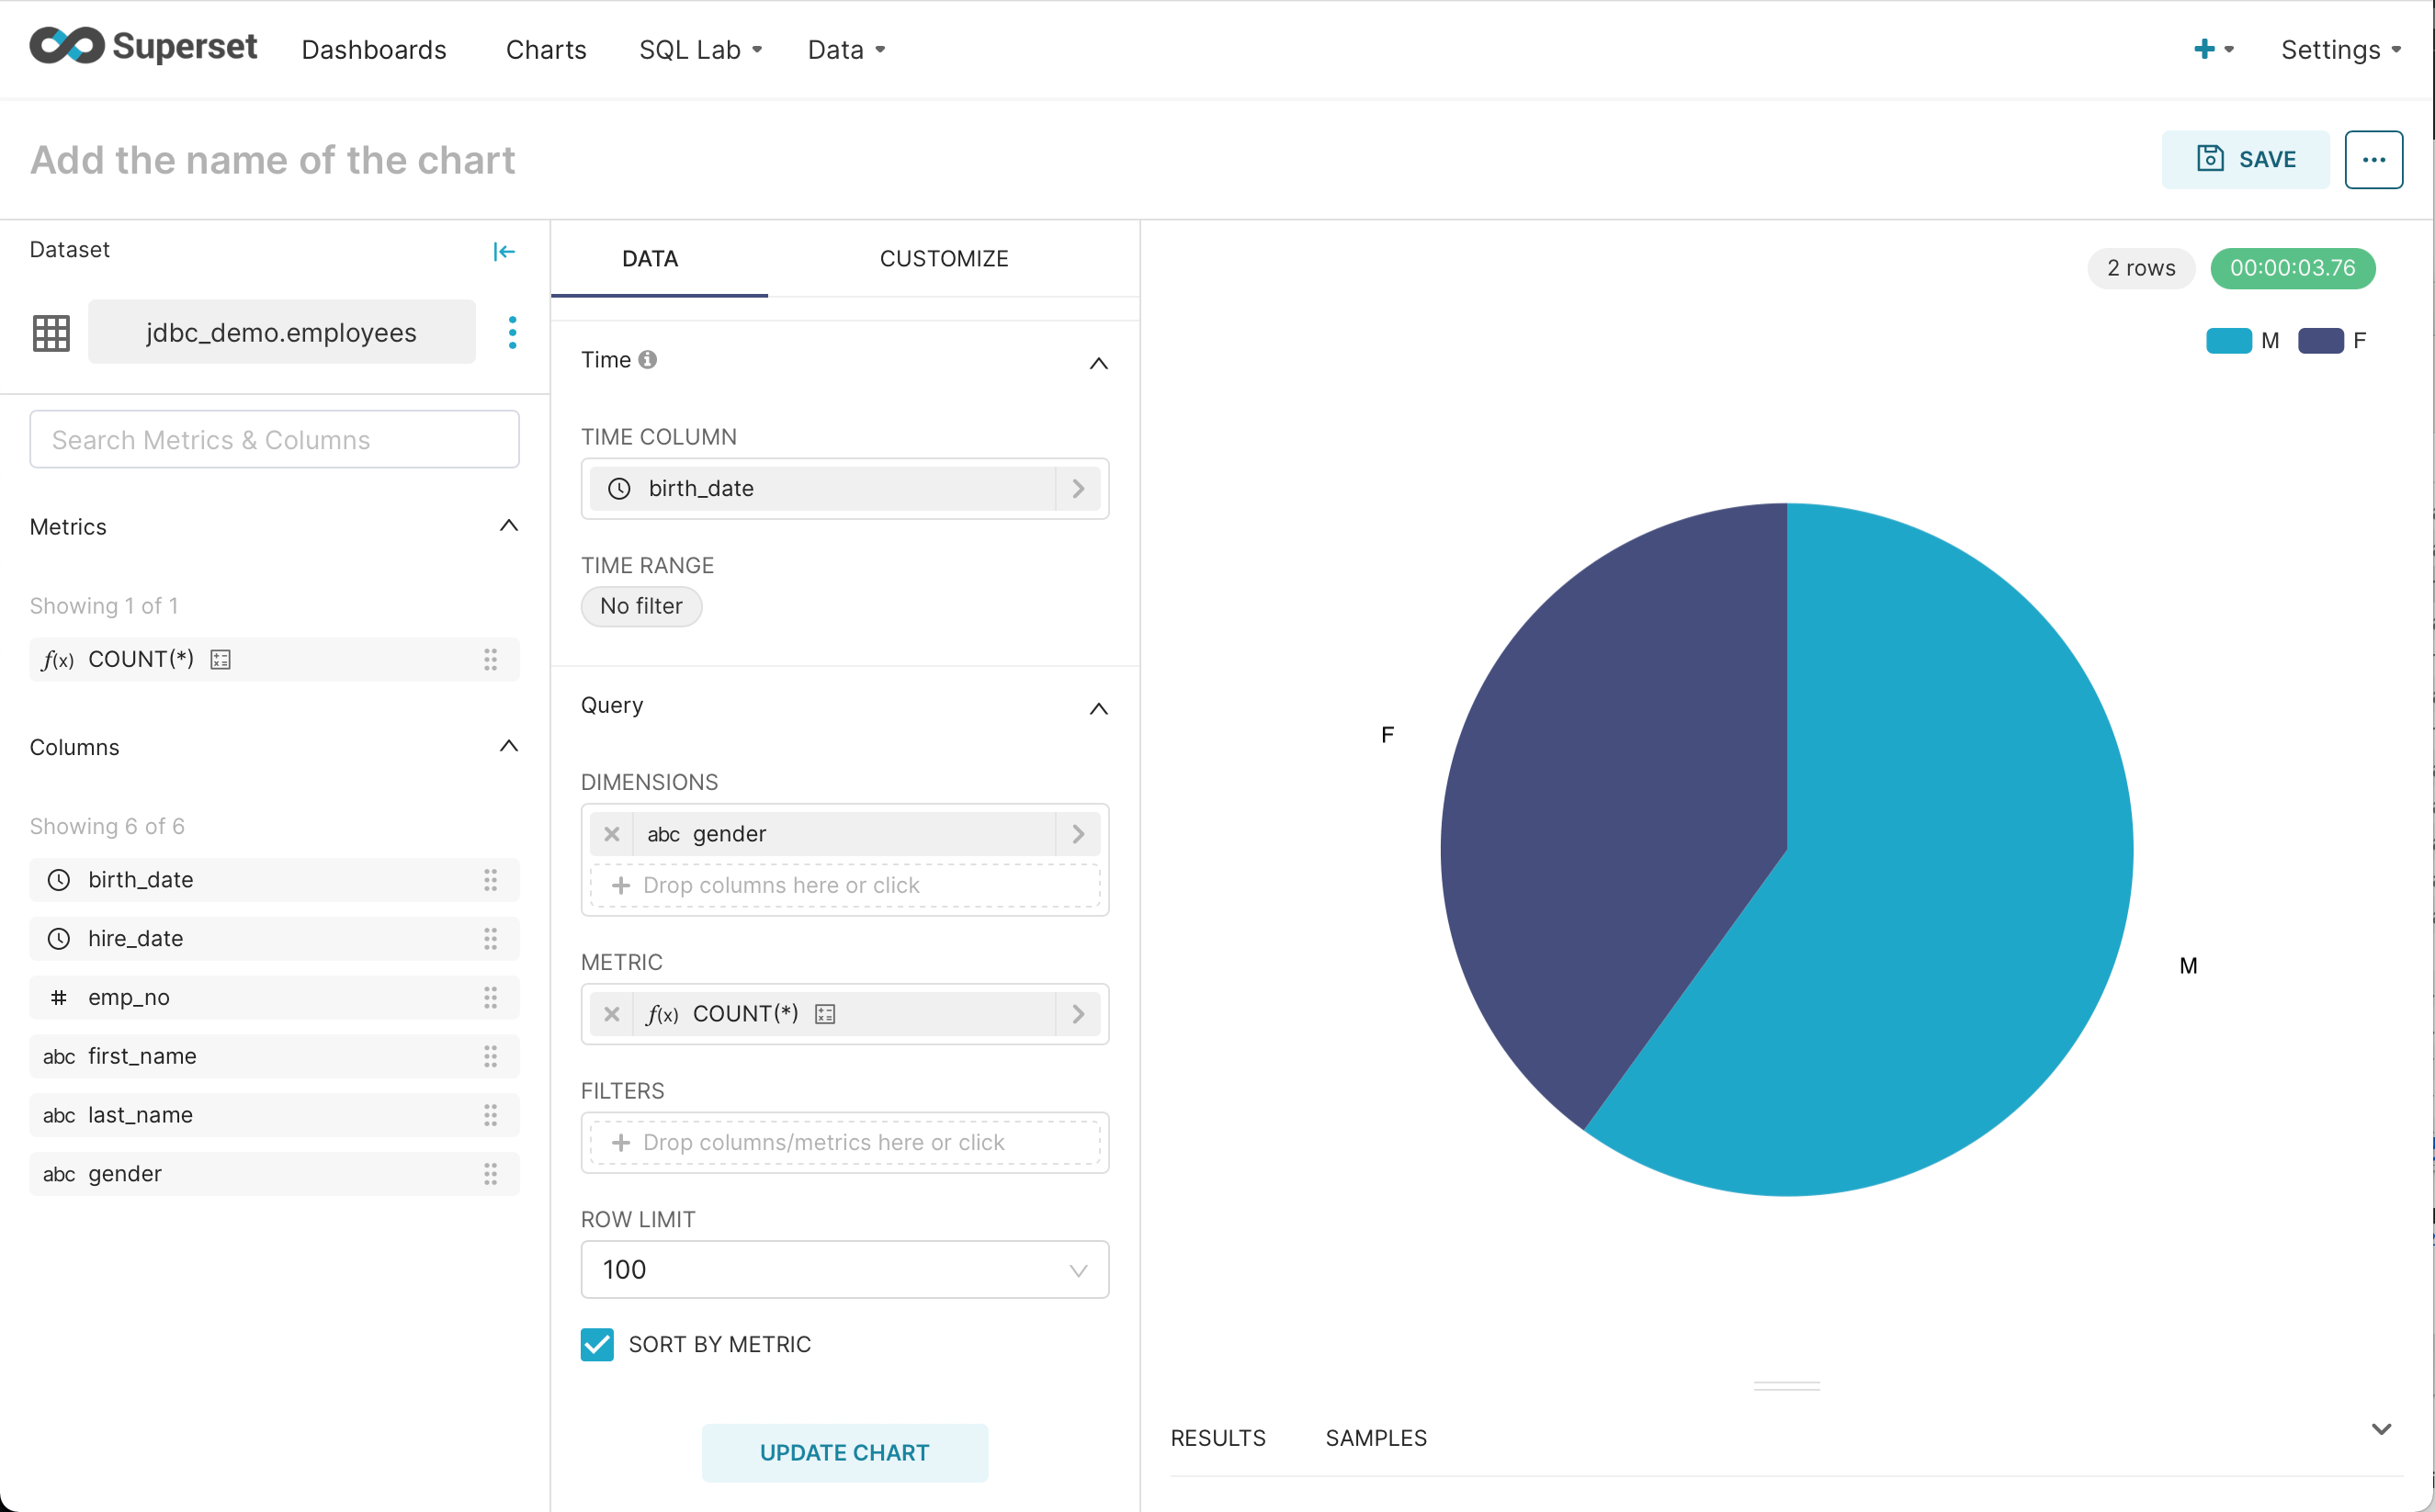 Superset Dashboards Charts SQL Lab Data Settings
Add the name of the chart
SAVE
Dataset
jdbc_demo.employees
Search Metrics & Columns
Metrics
Showing 1 of 1
f(x) COUNT(*)
Columns
Showing 6 of 6
birth_date
hire_date
# emp_no
abc first_name
abc last_name
abc gender
DATA CUSTOMIZE
Time
TIME COLUMN
birth_date
TIME RANGE
No filter
Query
DIMENSIONS
abc gender
Drop columns here or click
METRIC
f(x) COUNT(*)
FILTERS
Drop columns/metrics here or click
ROW LIMIT
100
SORT BY METRIC
UPDATE CHART
2 rows 00:00:03.76
M F
F
M
RESULTS SAMPLES